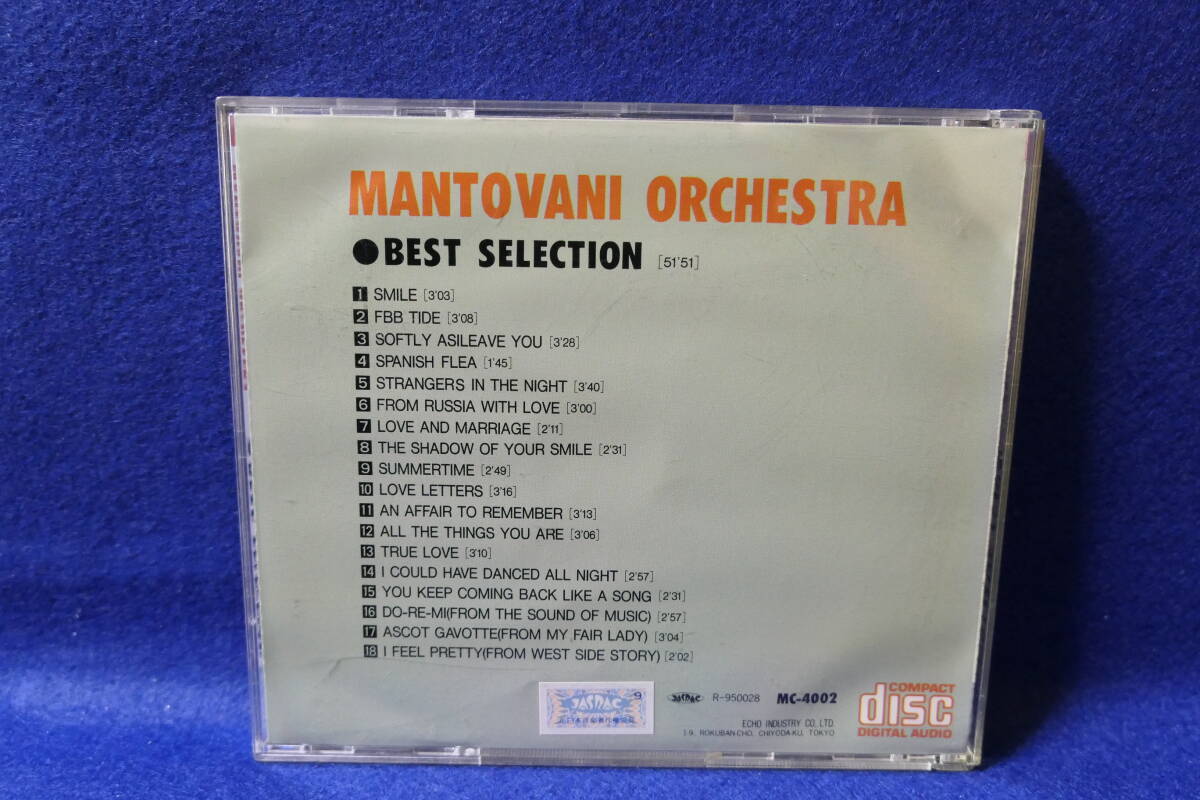 MANTOVANI ORCHESTRA
●BEST SELECTION [51'51]
1 SMILE [3'03]
2 FBB TIDE [3'08]
3 SOFTLY ASILEAVE YOU [3'28]
4 SPANISH FLEA [1'45]
5 STRANGERS IN THE NIGHT [3'40]
6 FROM RUSSIA WITH LOVE [3'00]
7 LOVE AND MARRIAGE [2'11]
8 THE SHADOW OF YOUR SMILE [2'31]
9 SUMMERTIME [2'49]
10 LOVE LETTERS [3'16]
11 AN AFFAIR TO REMEMBER [3'13]
12 ALL THE THINGS YOU ARE [3'06]
13 TRUE LOVE [3'10]
14 I COULD HAVE DANCED ALL NIGHT [2'57]
15 YOU KEEP COMING BACK LIKE A SONG [2'31]
16 DO-RE-MI(FROM THE SOUND OF MUSIC) [2'57]
17 ASCOT GAVOTTE(FROM MY FAIR LADY) [3'04]
18 I FEEL PRETTY(FROM WEST SIDE STORY) [2'02]
JASRAC 9
JASRAC R-950028 MC-4002
ECHO INDUSTRY CO. LTD.
1.9, ROKUBAN-CHO, CHIYODA-KU, TOKYO
COMPACT
disc
DIGITAL AUDIO